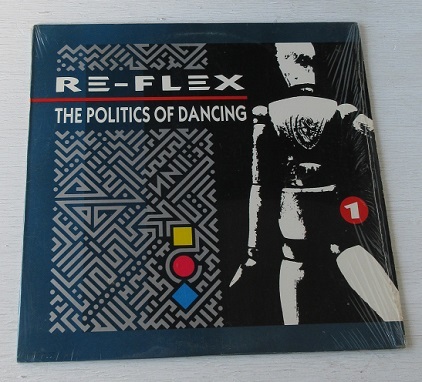 RE-FLEX
THE POLITICS OF DANCING
1